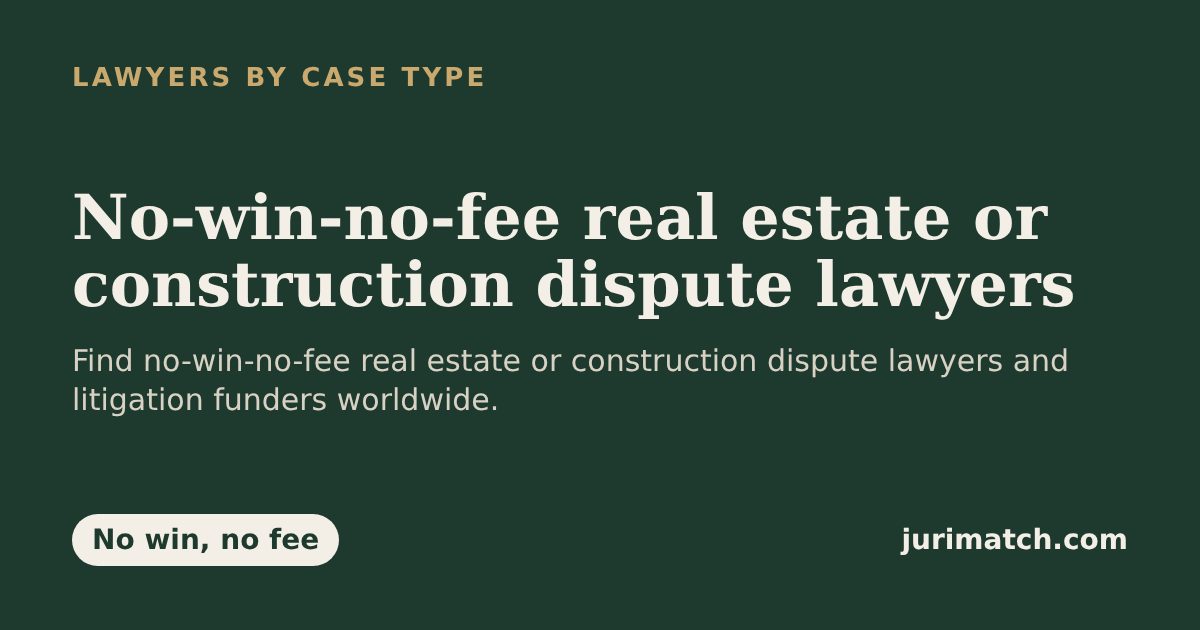 LAWYERS BY CASE TYPE
No-win-no-fee real estate or
construction dispute lawyers
Find no-win-no-fee real estate or construction dispute lawyers and
litigation funders worldwide.
No win, no fee
jurimatch.com